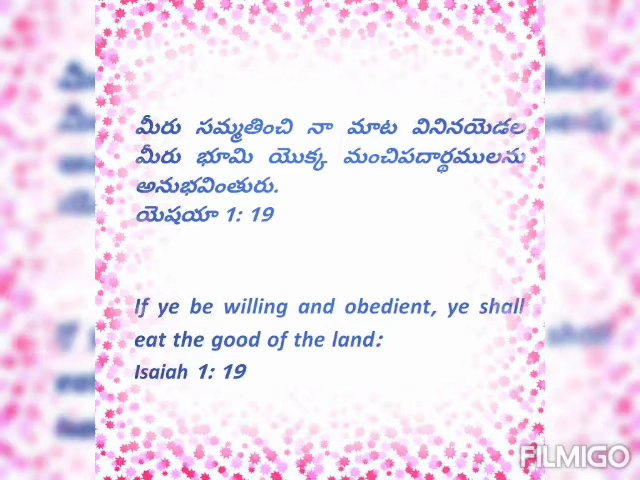 మీరు సమ్మతించి నా మాట వినినయెడల
మీరు భూమి యొక్క మంచిపదార్థములను
అనుభవింతురు.
యెషయా 1: 19
If ye be willing and obedient, ye shall
eat the good of the land:
Isaiah 1: 19
FILMIGO